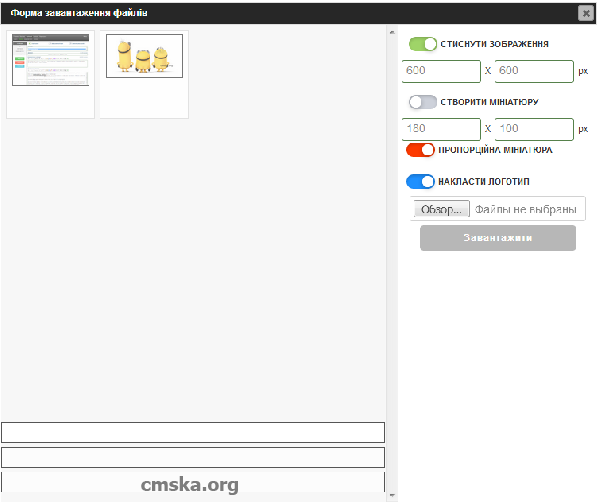 Форма завантаження файлів
СТИСНУТИ ЗОБРАЖЕННЯ
600 X 600 px
СТВОРИТИ МІНІАТЮРУ
180 X 100 px
ПРОПОРЦІЙНА МІНІАТЮРА
НАКЛАСТИ ЛОГОТИП
Обзор... Файлы не выбраны
Завантажити
cmska.org